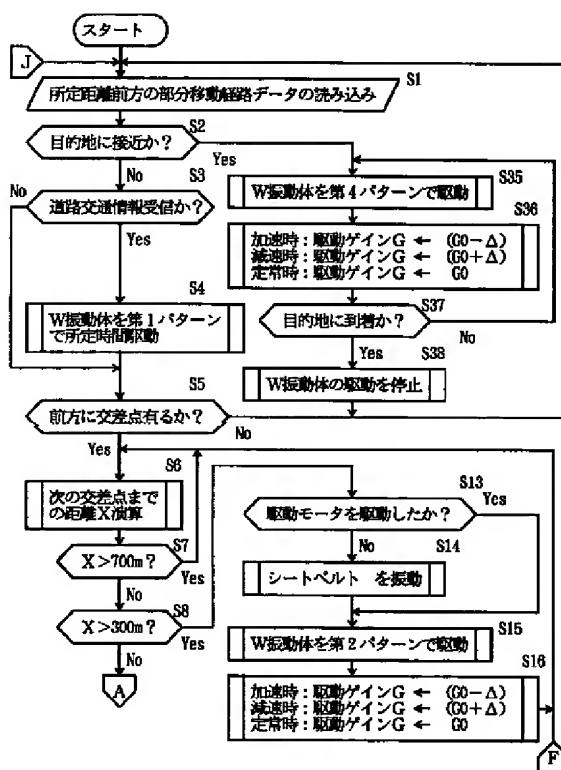 スタート
J
S1
所定距離前方の部分移動経路データの読み込み
S2
目的地に接近か?
Yes
No
S3
No
道路交通情報受信か?
Yes
S4
W振動体を第1パターン
で所定時間駆動
S5
前方に交差点有るか?
No
Yes
S6
次の交差点まで
の距離X演算
S7
X>700m?
Yes
No
S8
X>300m?
Yes
No
A
S35
W振動体を第4パターンで駆動
S36
加速時:駆動ゲインG ← (G0-Δ)
減速時:駆動ゲインG ← (G0+Δ)
定常時:駆動ゲインG ← G0
S37
目的地に到着か?
No
Yes
S38
W振動体の駆動を停止
S13
駆動モータを駆動したか?
Yes
No
S14
シートベルト を振動
S15
W振動体を第2パターンで駆動
S16
加速時:駆動ゲインG ← (G0-Δ)
減速時:駆動ゲインG ← (G0+Δ)
定常時:駆動ゲインG ← G0
F